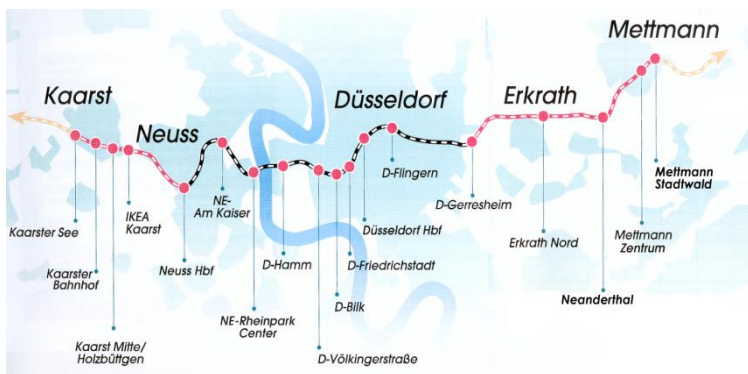 Kaarst
Neuss
Düsseldorf
Erkrath
Mettmann
Kaarster See
Kaarster
Bahnhof
Kaarst Mitte/
Holzbüttgen
IKEA
Kaarst
Neuss Hbf
NE-
Am Kaiser
NE-Rheinpark
Center
D-Hamm
D-Völkingerstraße
D-Bilk
D-Friedrichstadt
Düsseldorf Hbf
D-Flingern
D-Gerresheim
Erkrath Nord
Neanderthal
Mettmann
Zentrum
Mettmann
Stadtwald